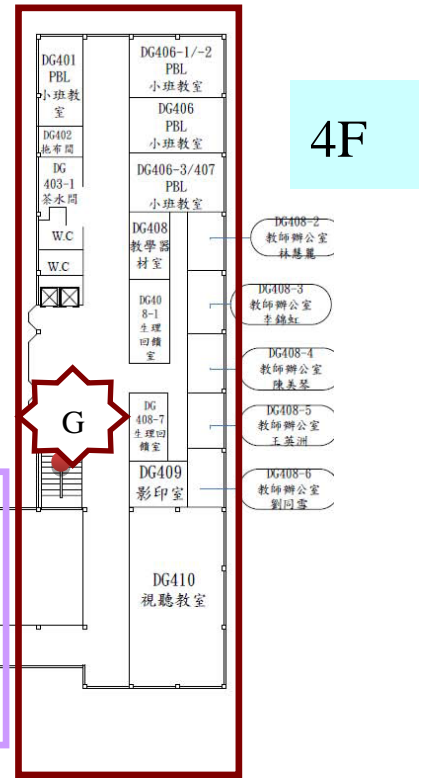 DG401
PBL
小班教
室
DG402
拖布間
DG
403-1
茶水間
W.C
W.C
DG406-1/-2
PBL
小班教室
DG406
PBL
小班教室
DG406-3/407
PBL
小班教室
DG408
教學器
材室
DG40
8-1 生理
回饋
室
DG
408-7
生理回
饋室
DG409
影印室
DG410
視聽教室
G
4F
DG408-2
教師辦公室
林慧麗
DG408-3
教師辦公室
李錦虹
DG408-4
教師辦公室
陳美琴
DG408-5
教師辦公室
王英洲
DG408-6
教師辦公室
劉同雪